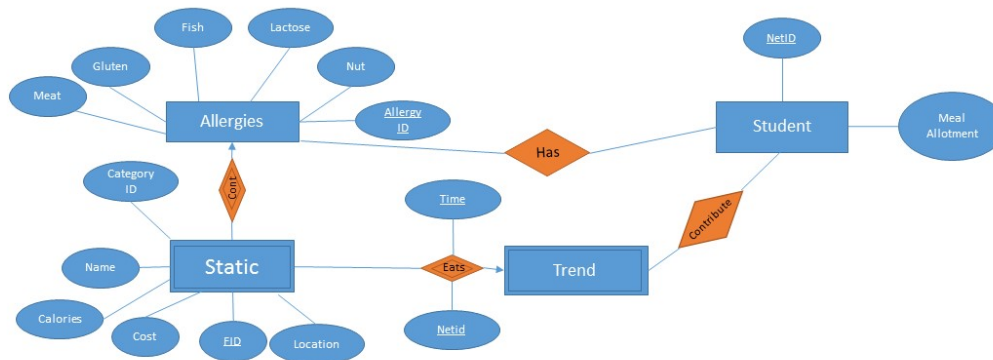 Fish
Lactose
NetID
Gluten
Nut
Meat
Allergies
Allergy
ID
Student
Meal
Allotment
Has
Category
ID
Cont
Time
Contribute
Static
Eats
Trend
Name
Calories
Cost
FID
Location
Netid